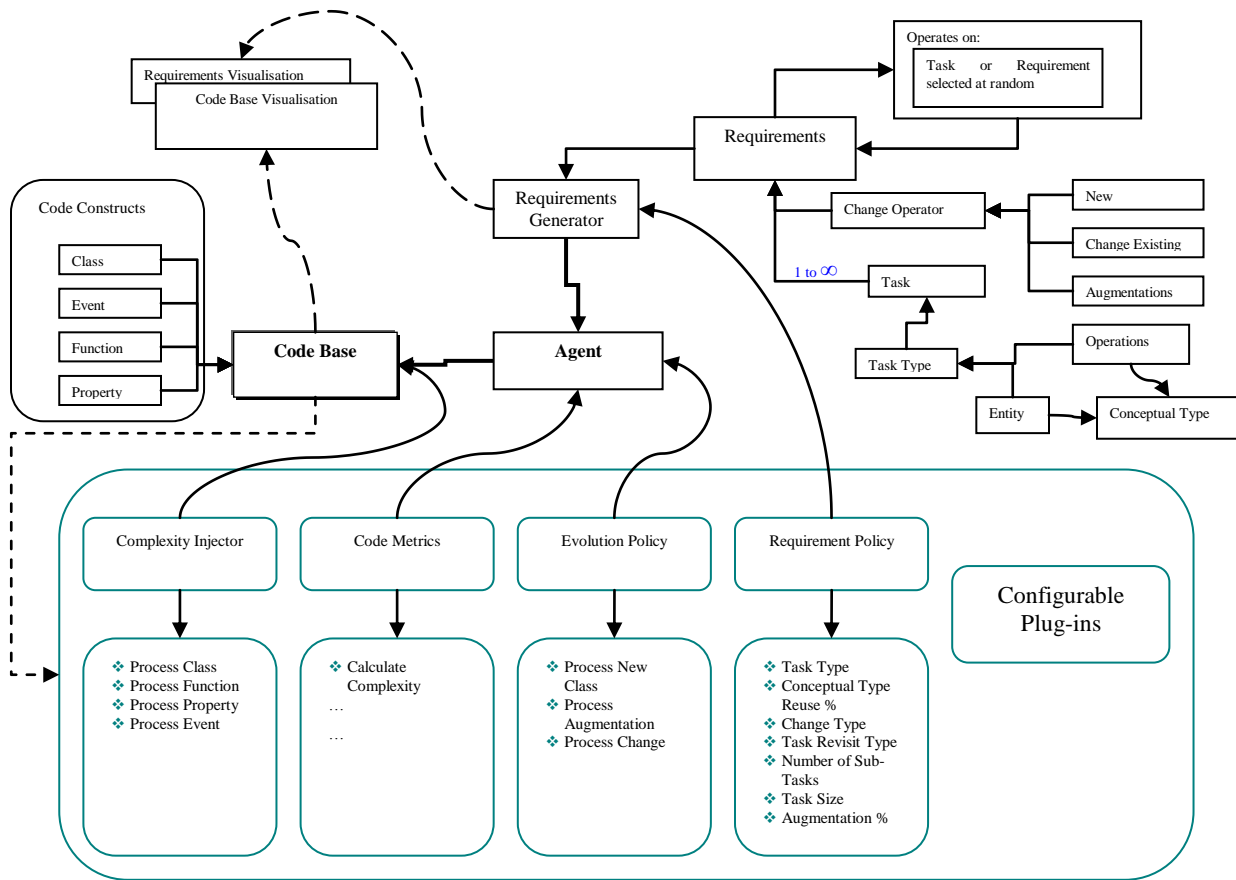 Operates on:
Task or Requirement
selected at random
Requirements Visualisation
Code Base Visualisation
Requirements
Requirements
Generator
Code Constructs
Class
Event
Function
Property
Change Operator
New
Change Existing
Augmentations
1 to ∞
Task
Code Base
Agent
Task Type
Operations
Entity
Conceptual Type
Complexity Injector
Code Metrics
Evolution Policy
Requirement Policy
Configurable
Plug-ins
❖ Process Class
❖ Process Function
❖ Process Property
❖ Process Event
❖ Calculate
Complexity
…
…
❖ Process New
Class
❖ Process
Augmentation
❖ Process Change
❖ Task Type
❖ Conceptual Type
Reuse %
❖ Change Type
❖ Task Revisit Type
❖ Number of Sub-
Tasks
❖ Task Size
❖ Augmentation %